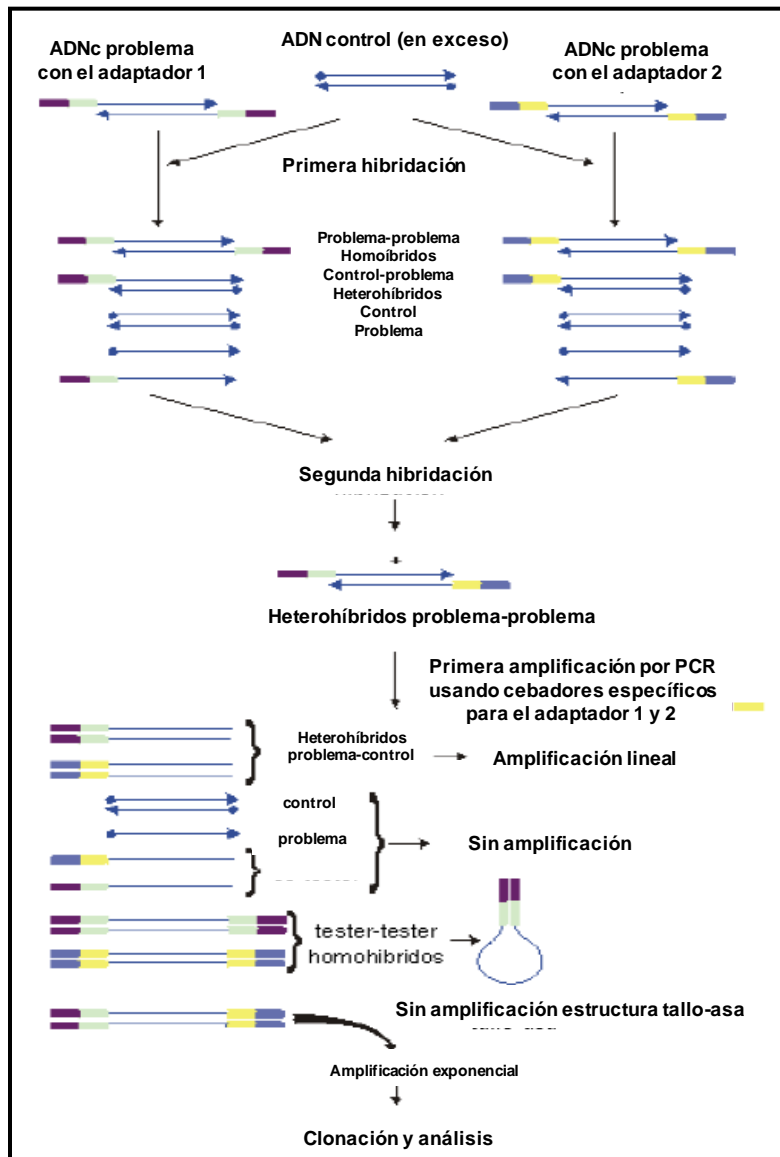 ADNc problema
con el adaptador 1
ADN control (en exceso)
ADNc problema
con el adaptador 2
Primera hibridación
Problema-problema
Homoíbridos
Control-problema
Heterohíbridos
Control
Problema
Segunda hibridación
Heterohíbridos problema-problema
Primera amplificación por PCR
usando cebadores específicos
para el adaptador 1 y 2
Heterohíbridos
problema-control
Amplificación lineal
control
problema
Sin amplificación
tester-tester
homohibridos
Sin amplificación estructura tallo-asa
Amplificación exponencial
Clonación y análisis